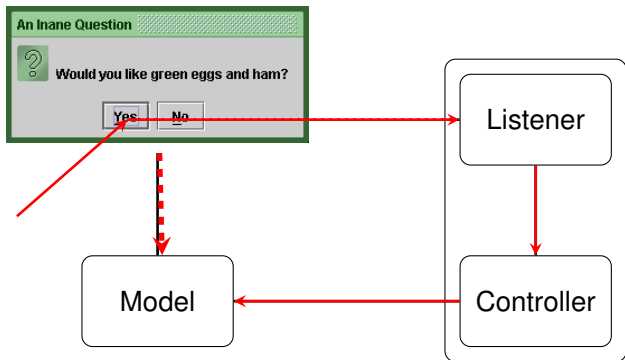 An Inane Question
Would you like green eggs and ham?
Yes No
Listener
Model
Controller